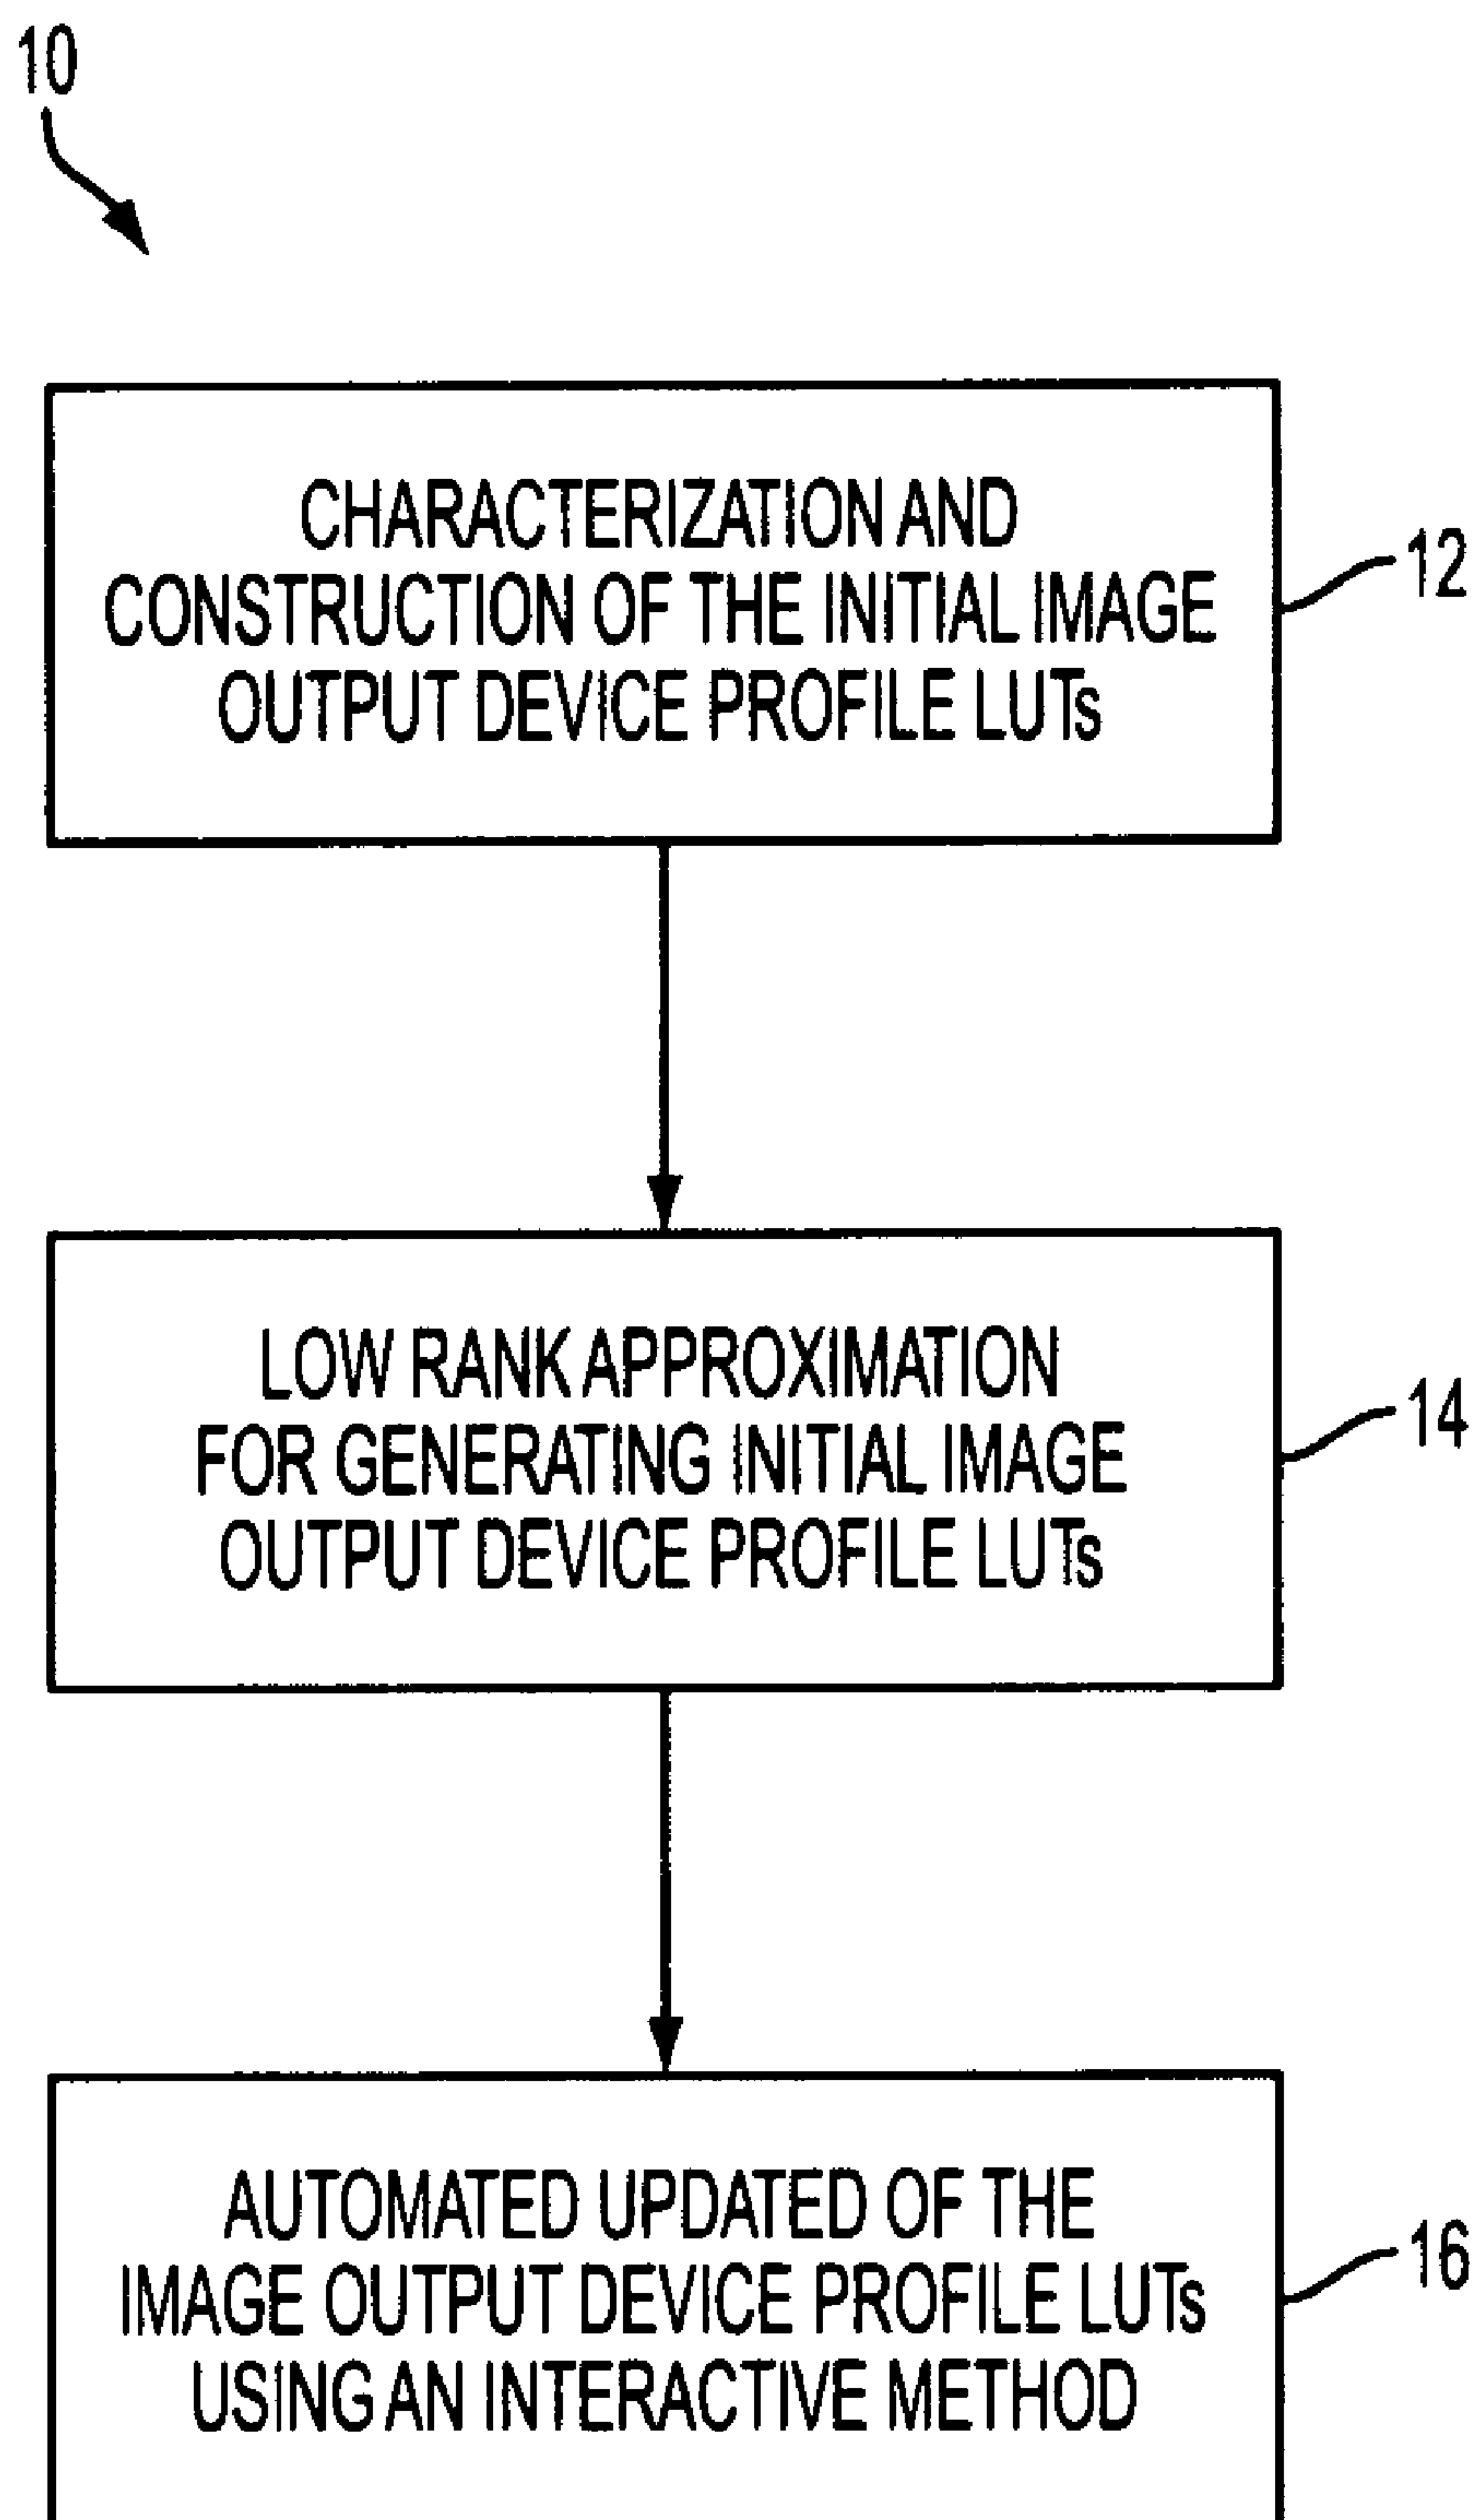 10
CHARACTERIZATION AND
CONSTRUCTION OF THE INITIAL IMAGE
OUTPUT DEVICE PROFILE LUTs
12
LOW RANK APPROXIMATION
FOR GENERATING INITIAL IMAGE
OUTPUT DEVICE PROFILE LUTs
14
AUTOMATED UPDATED OF THE
IMAGE OUTPUT DEVICE PROFILE LUTs
USING AN INTERACTIVE METHOD
16